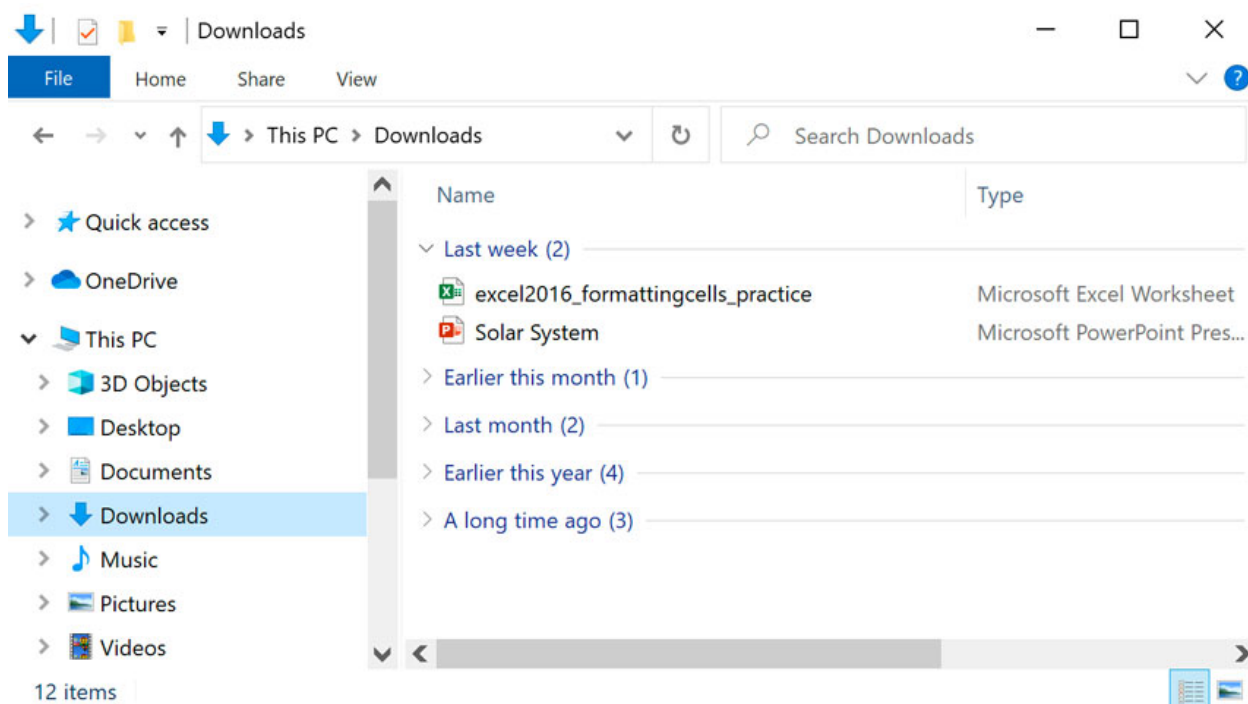 Downloads
File Home Share View
This PC > Downloads
Search Downloads
Quick access
OneDrive
This PC
3D Objects
Desktop
Documents
Downloads
Music
Pictures
Videos
Name Type
Last week (2)
excel2016_formattingcells_practice Microsoft Excel Worksheet
Solar System Microsoft PowerPoint Pres...
Earlier this month (1)
Last month (2)
Earlier this year (4)
A long time ago (3)
12 items